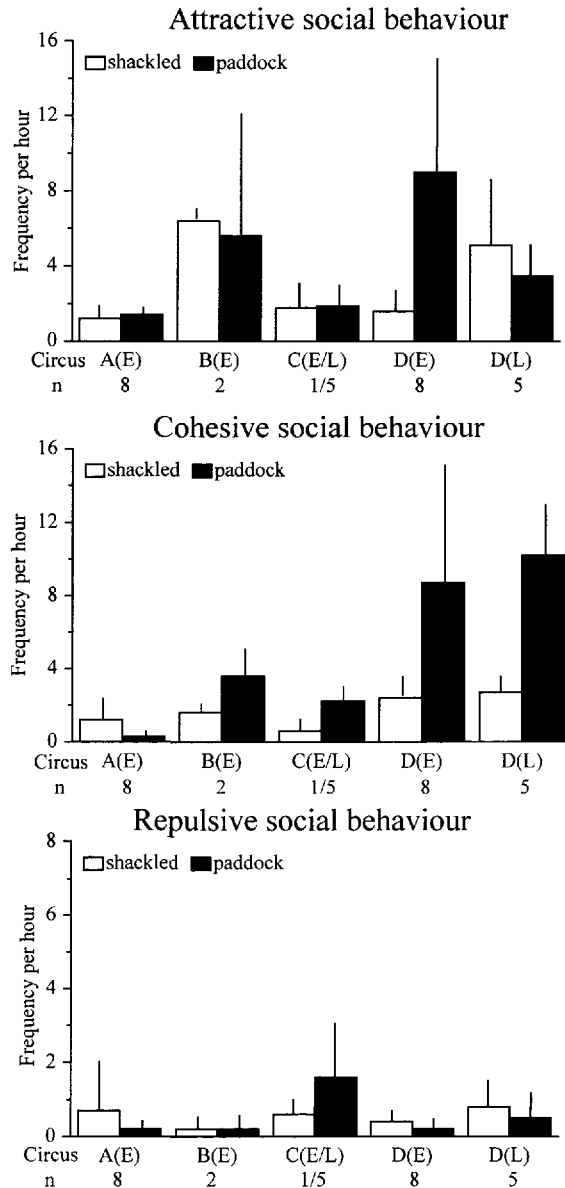 Attractive social behaviour
16
shackled paddock
12
8
4
0
Frequency per hour
Circus A(E) B(E) C(E/L) D(E) D(L)
n 8 2 1/5 8 5
Cohesive social behaviour
16
shackled paddock
12
8
4
0
Frequency per hour
Circus A(E) B(E) C(E/L) D(E) D(L)
n 8 2 1/5 8 5
Repulsive social behaviour
8
shackled paddock
6
4
2
0
Frequency per hour
Circus A(E) B(E) C(E/L) D(E) D(L)
n 8 2 1/5 8 5